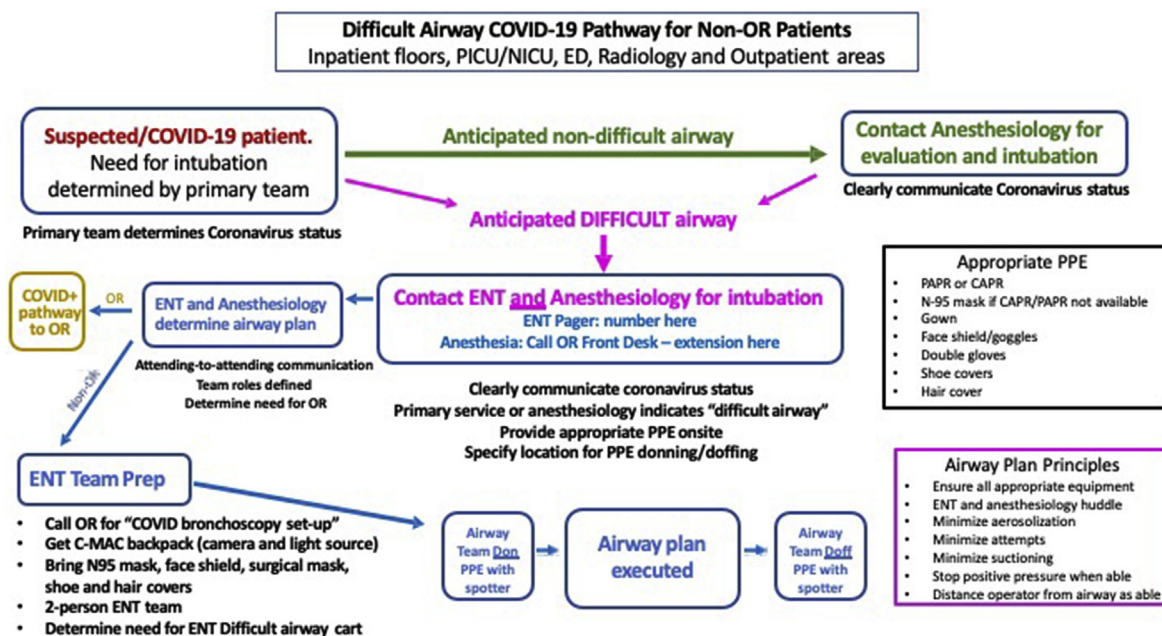 Difficult Airway COVID-19 Pathway for Non-OR Patients
Inpatient floors, PICU/NICU, ED, Radiology and Outpatient areas
Suspected/COVID-19 patient.
Need for intubation
determined by primary team
Primary team determines Coronavirus status
Anticipated non-difficult airway
Contact Anesthesiology for
evaluation and intubation
Clearly communicate Coronavirus status
Anticipated DIFFICULT airway
Contact ENT and Anesthesiology for intubation
ENT Pager: number here
Anesthesia: Call OR Front Desk – extension here
Clearly communicate coronavirus status
Primary service or anesthesiology indicates “difficult airway”
Provide appropriate PPE onsite
Specify location for PPE donning/doffing
ENT and Anesthesiology
determine airway plan
Attending-to-attending communication
Team roles defined
Determine need for OR
OR
COVID+
pathway
to OR
Non-OR
Appropriate PPE
• PAPR or CAPR
• N-95 mask if CAPR/PAPR not available
• Gown
• Face shield/goggles
• Double gloves
• Shoe covers
• Hair cover
ENT Team Prep
• Call OR for “COVID bronchoscopy set-up”
• Get C-MAC backpack (camera and light source)
• Bring N95 mask, face shield, surgical mask,
shoe and hair covers
• 2-person ENT team
• Determine need for ENT Difficult airway cart
Airway
Team Don
PPE with
spotter
Airway plan
executed
Airway
Team Doff
PPE with
spotter
Airway Plan Principles
• Ensure all appropriate equipment
• ENT and anesthesiology huddle
• Minimize aerosolization
• Minimize attempts
• Minimize suctioning
• Stop positive pressure when able
• Distance operator from airway as able